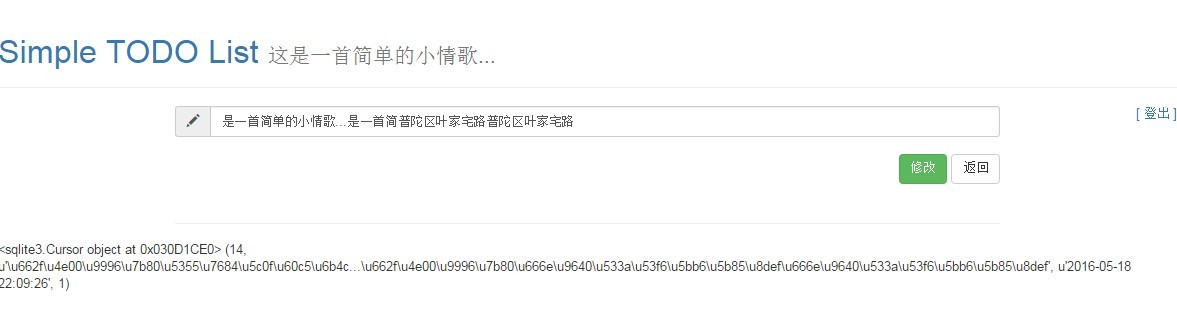 Simple TODO List 这是一首简单的小情歌...
[ 登出 ]
是一首简单的小情歌...是一首简普陀区叶家宅路普陀区叶家宅路
修改 返回
<sqlite3.Cursor object at 0x030D1CE0> (14,
u'\u662f\u4e00\u9996\u7b80\u5355\u7684\u5c0f\u60c5\u6b4c...\u662f\u4e00\u9996\u7b80\u666e\u9640\u533a\u53f6\u5bb6\u5b85\u8def\u666e\u9640\u533a\u53f6\u5bb6\u5b85\u8def', u'2016-05-18
22:09:26', 1)